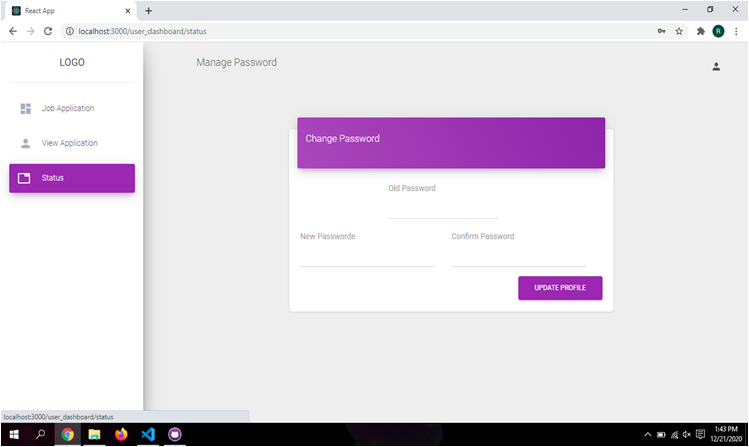 React App
localhost:3000/user_dashboard/status
R
LOGO
Manage Password
Job Application
View Application
Status
Change Password
Old Password
New Passworde
Confirm Password
UPDATE PROFILE
localhost:3000/user_dashboard/status
1:43 PM
12/21/2020